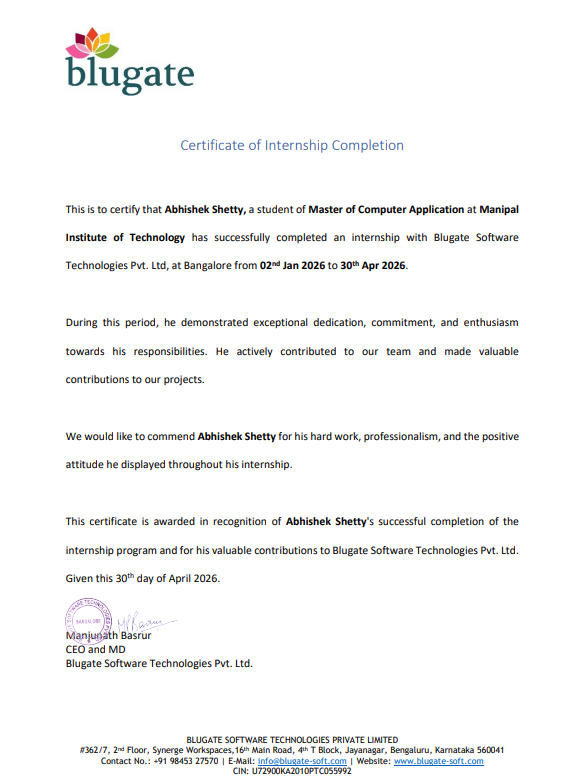 blugate
Certificate of Internship Completion
This is to certify that Abhishek Shetty, a student of Master of Computer Application at Manipal
Institute of Technology has successfully completed an internship with Blugate Software
Technologies Pvt. Ltd, at Bangalore from 02nd Jan 2026 to 30th Apr 2026.
During this period, he demonstrated exceptional dedication, commitment, and enthusiasm
towards his responsibilities. He actively contributed to our team and made valuable
contributions to our projects.
We would like to commend Abhishek Shetty for his hard work, professionalism, and the positive
attitude he displayed throughout his internship.
This certificate is awarded in recognition of Abhishek Shetty's successful completion of the
internship program and for his valuable contributions to Blugate Software Technologies Pvt. Ltd.
Given this 30th day of April 2026.
SOFTWARE TECHNOLOGIES
BANGALORE
Manjunath Basrur
CEO and MD
Blugate Software Technologies Pvt. Ltd.
BLUGATE SOFTWARE TECHNOLOGIES PRIVATE LIMITED
#362/7, 2nd Floor, Synerge Workspaces,16th Main Road, 4th T Block, Jayanagar, Bengaluru, Karnataka 560041
Contact No.: +91 98453 27570 | E-Mail: info@blugate-soft.com | Website: www.blugate-soft.com
CIN: U72900KA2010PTC055992